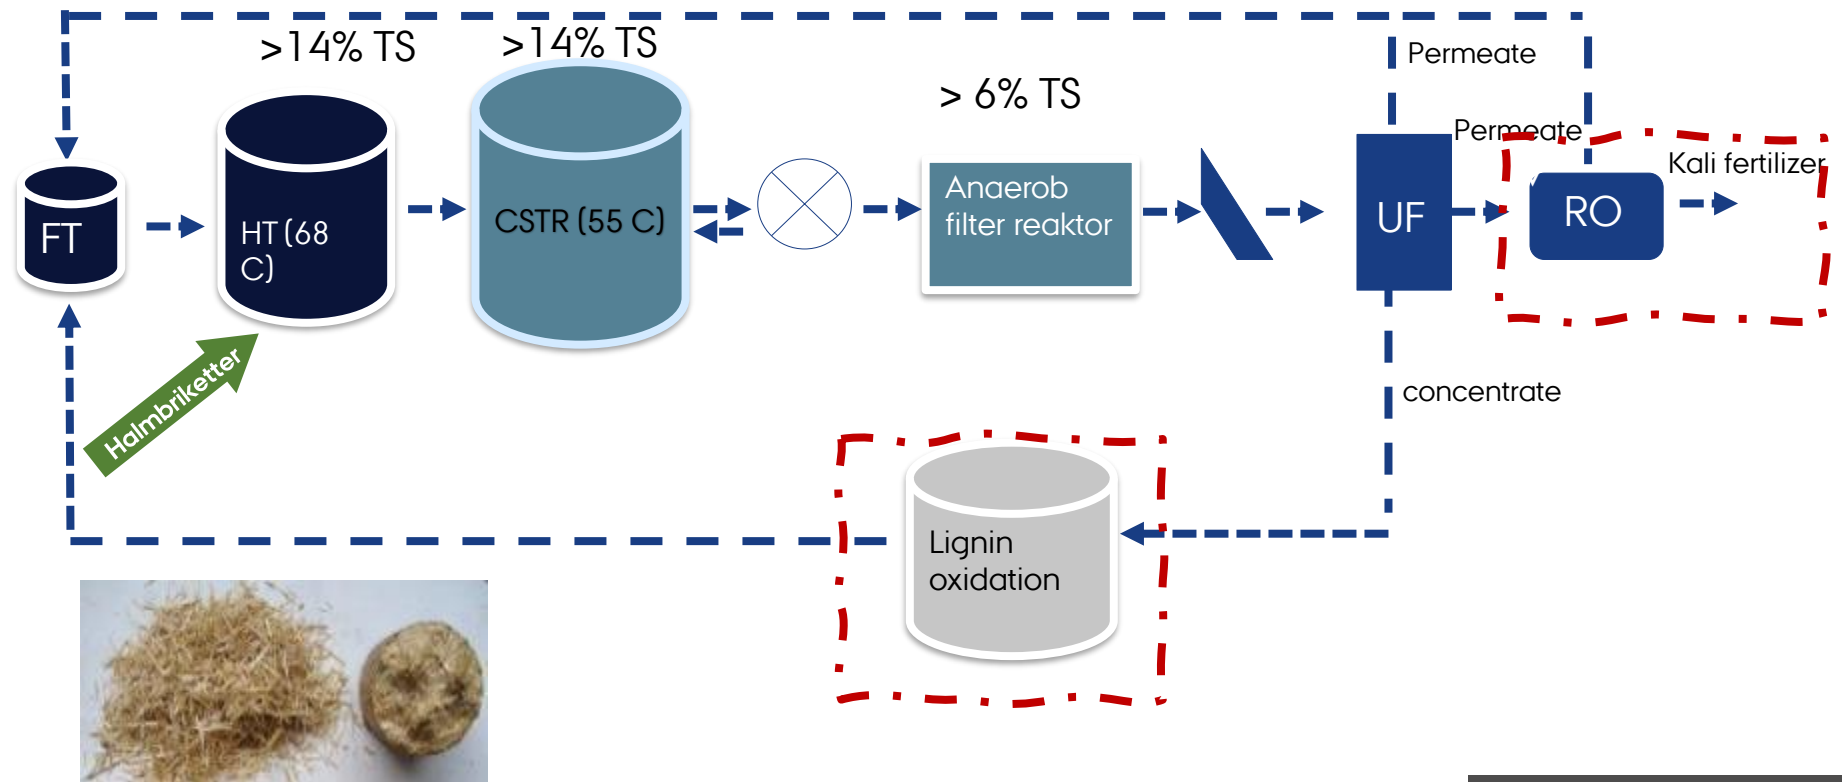 >14% TS
>14% TS
> 6% TS
Permeate
Permeate
Kali fertilizer
FT
HT (68
C)
CSTR (55 C)
Anaerob
filter reaktor
UF
RO
Halmbriketter
concentrate
Lignin
oxidation